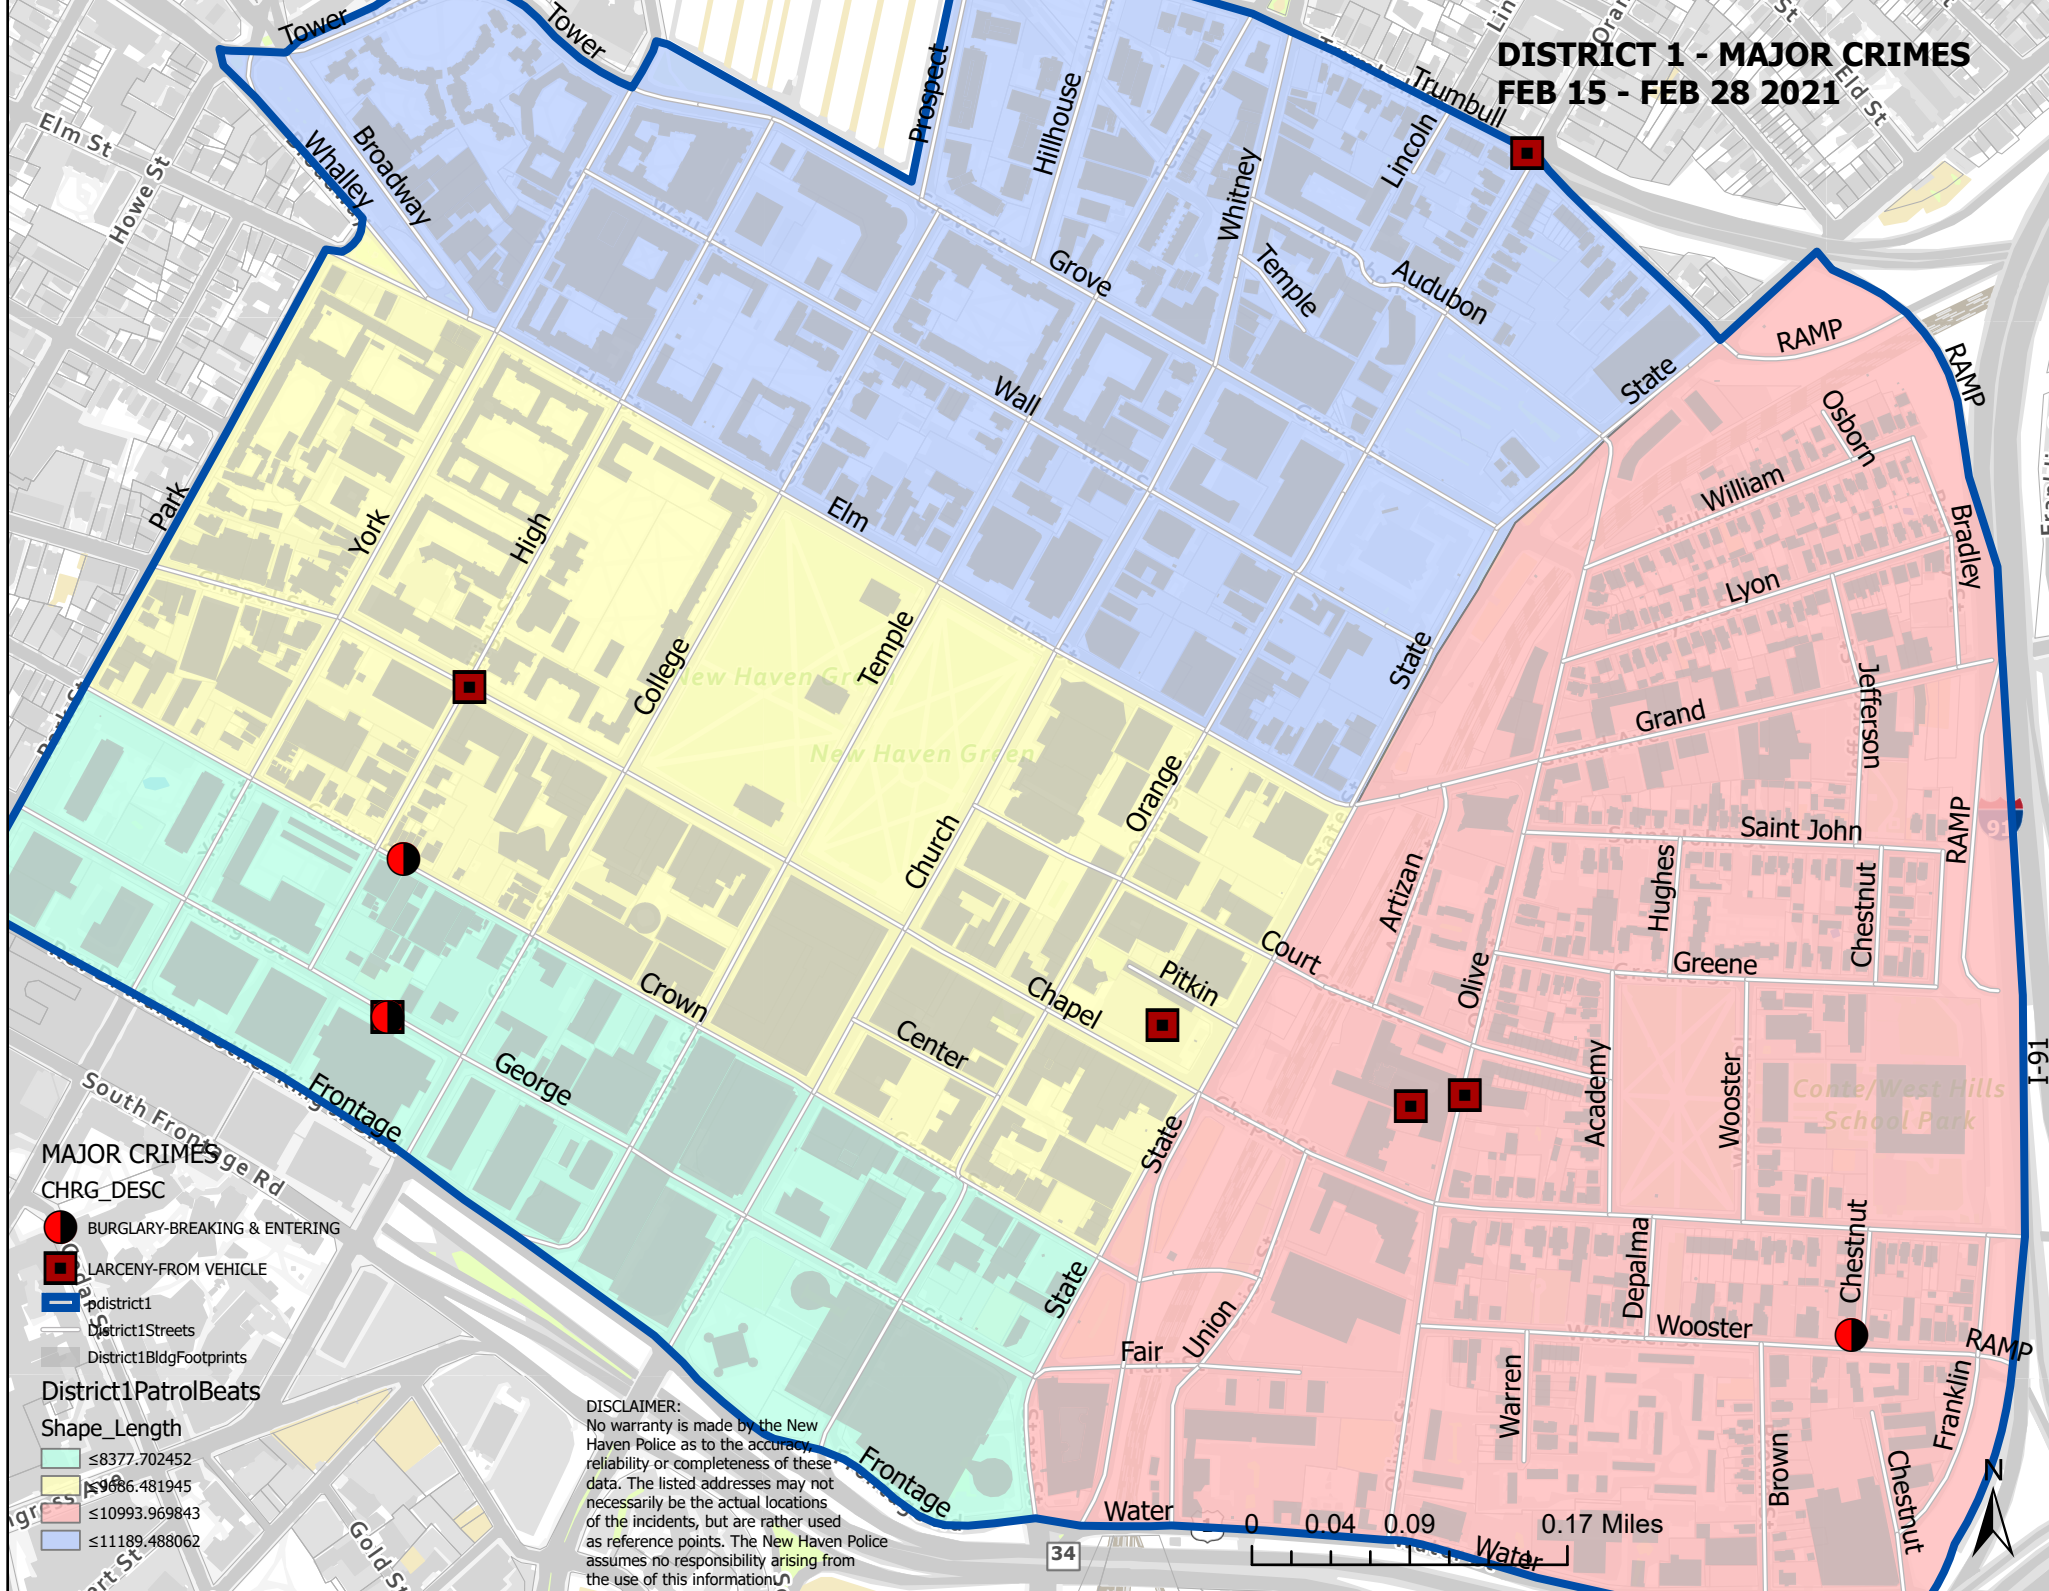 DISTRICT 1 - MAJOR CRIMES
FEB 15 - FEB 28 2021
Tower
Tower
Prospect
Hillhouse
Trumbull
Lincoln
Eld St
Elm St
Howe St
Whalley
Broadway
Whitney
Temple
Grove
Audubon
Wall
State
RAMP
RAMP
Osborn
William
Bradley
Lyon
Elm
Park
York
High
College
Temple
New Haven Green
New Haven Green
State
Grand
Jefferson
Orange
Church
Saint John
RAMP
91
Artizan
Hughes
Chestnut
Greene
Olive
Court
Pitkin
Chapel
Crown
Center
George
Frontage
South Frontage Rd
Academy
Wooster
Conte/West Hills
School Park
I-91
State
State
Depalma
Chestnut
Wooster
RAMP
Fair
Union
Warren
Franklin
Brown
Chestnut
Frontage
Water
Water
34
Gold St
MAJOR CRIMES
CHRG_DESC
BURGLARY-BREAKING & ENTERING
LARCENY-FROM VEHICLE
pdistrict1
District1Streets
District1BldgFootprints
District1PatrolBeats
Shape_Length
≤8377.702452
≤9686.481945
≤10993.969843
≤11189.488062
DISCLAIMER:
No warranty is made by the New
Haven Police as to the accuracy,
reliability or completeness of these
data. The listed addresses may not
necessarily be the actual locations
of the incidents, but are rather used
as reference points. The New Haven Police
assumes no responsibility arising from
the use of this information.
0 0.04 0.09 0.17 Miles
N